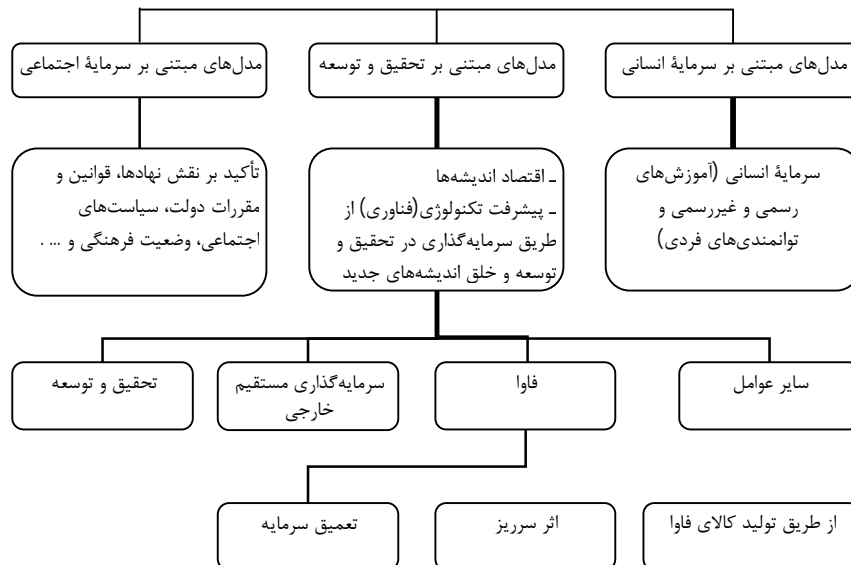 مدل‌های مبتنی بر سرمایۀ انسانی
مدل‌های مبتنی بر تحقیق و توسعه
مدل‌های مبتنی بر سرمایۀ اجتماعی
سرمایۀ انسانی (آموزش‌های
رسمی و غیررسمی و
توانمندی‌های فردی)
ـ اقتصاد اندیشه‌ها
ـ پیشرفت تکنولوژی(فناوری) از
طریق سرمایه‌گذاری در تحقیق و
توسعه و خلق اندیشه‌های جدید
تأکید بر نقش نهادها، قوانین و
مقررات دولت، سیاست‌های
اجتماعی، وضعیت فرهنگی و ... .
سایر عوامل
فاوا
سرمایه‌گذاری مستقیم
خارجی
تحقیق و توسعه
از طریق تولید کالای فاوا
اثر سرریز
تعمیق سرمایه